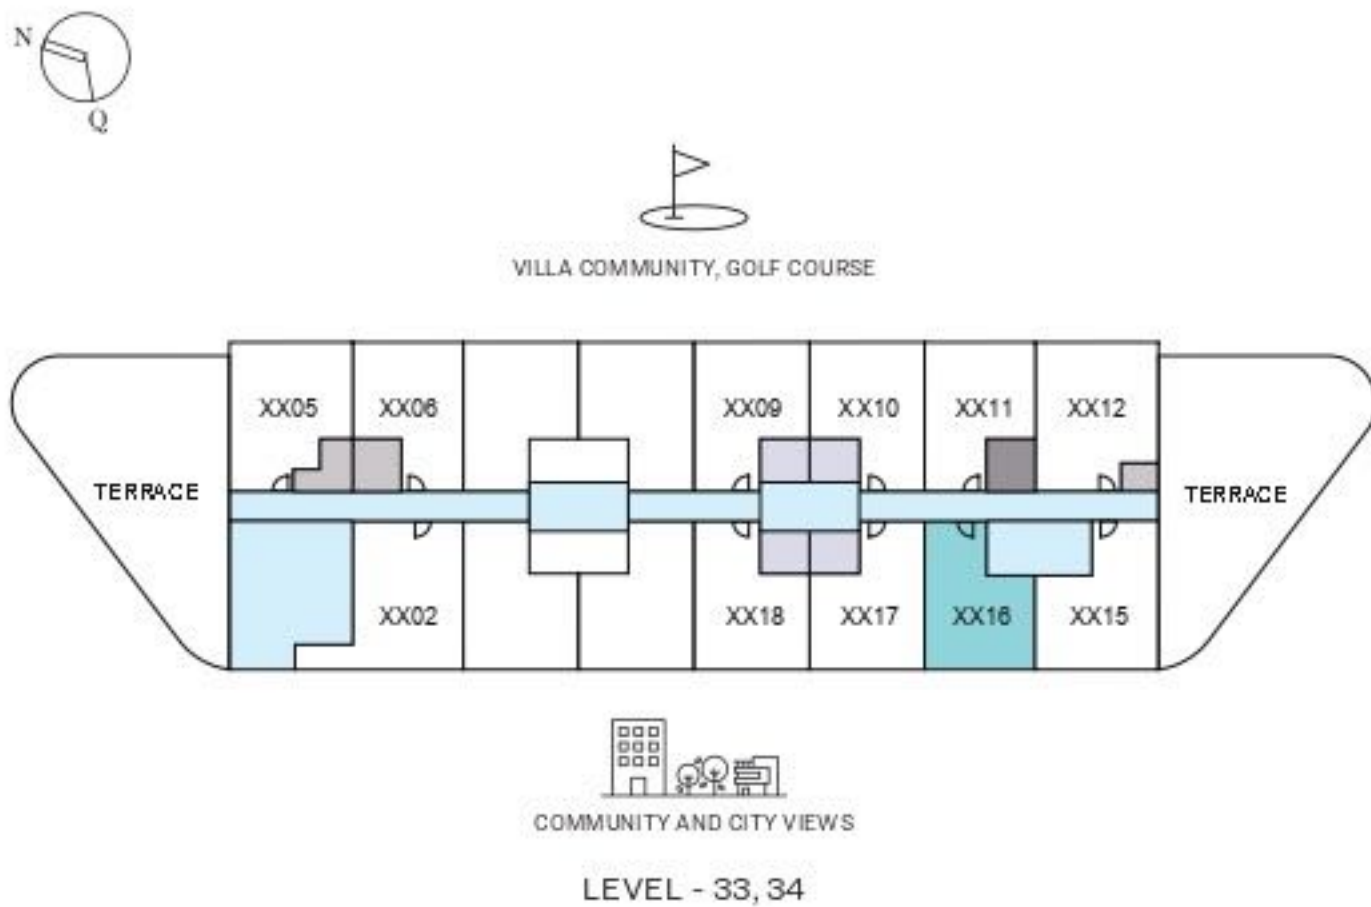 N
Q
VILLA COMMUNITY, GOLF COURSE
XX05 XX06 XX09 XX10 XX11 XX12
TERRACE TERRACE
XX02 XX18 XX17 XX16 XX15
COMMUNITY AND CITY VIEWS
LEVEL - 33, 34